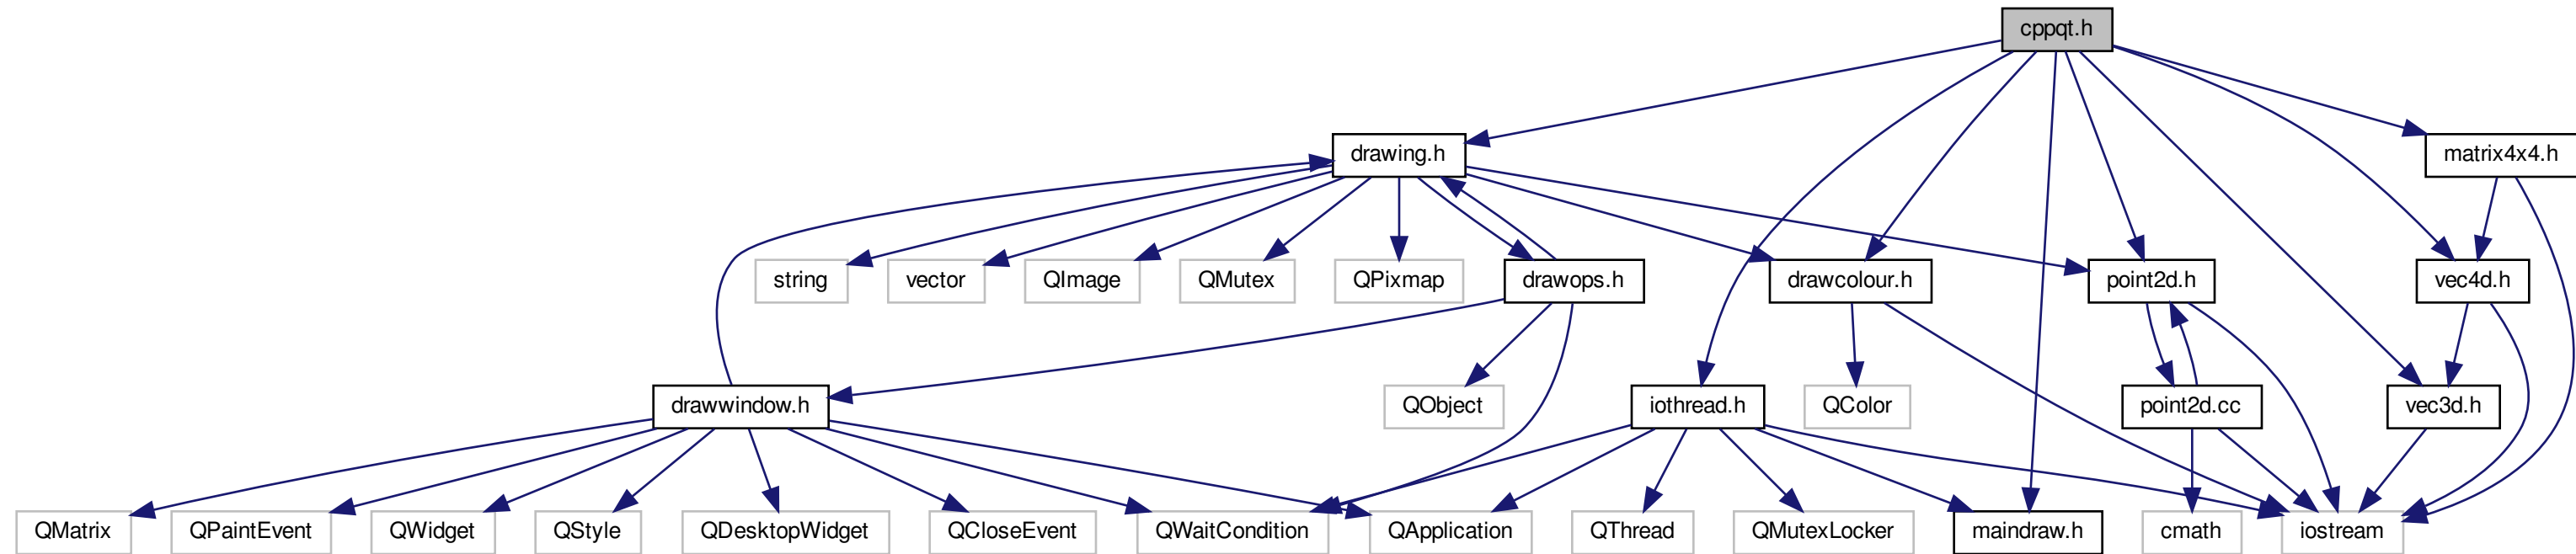 cppqt.h
drawing.h
matrix4x4.h
string
vector
QImage
QMutex
QPixmap
drawops.h
drawcolour.h
point2d.h
vec4d.h
drawwindow.h
QObject
iothread.h
QColor
point2d.cc
vec3d.h
QMatrix
QPaintEvent
QWidget
QStyle
QDesktopWidget
QCloseEvent
QWaitCondition
QApplication
QThread
QMutexLocker
maindraw.h
cmath
iostream